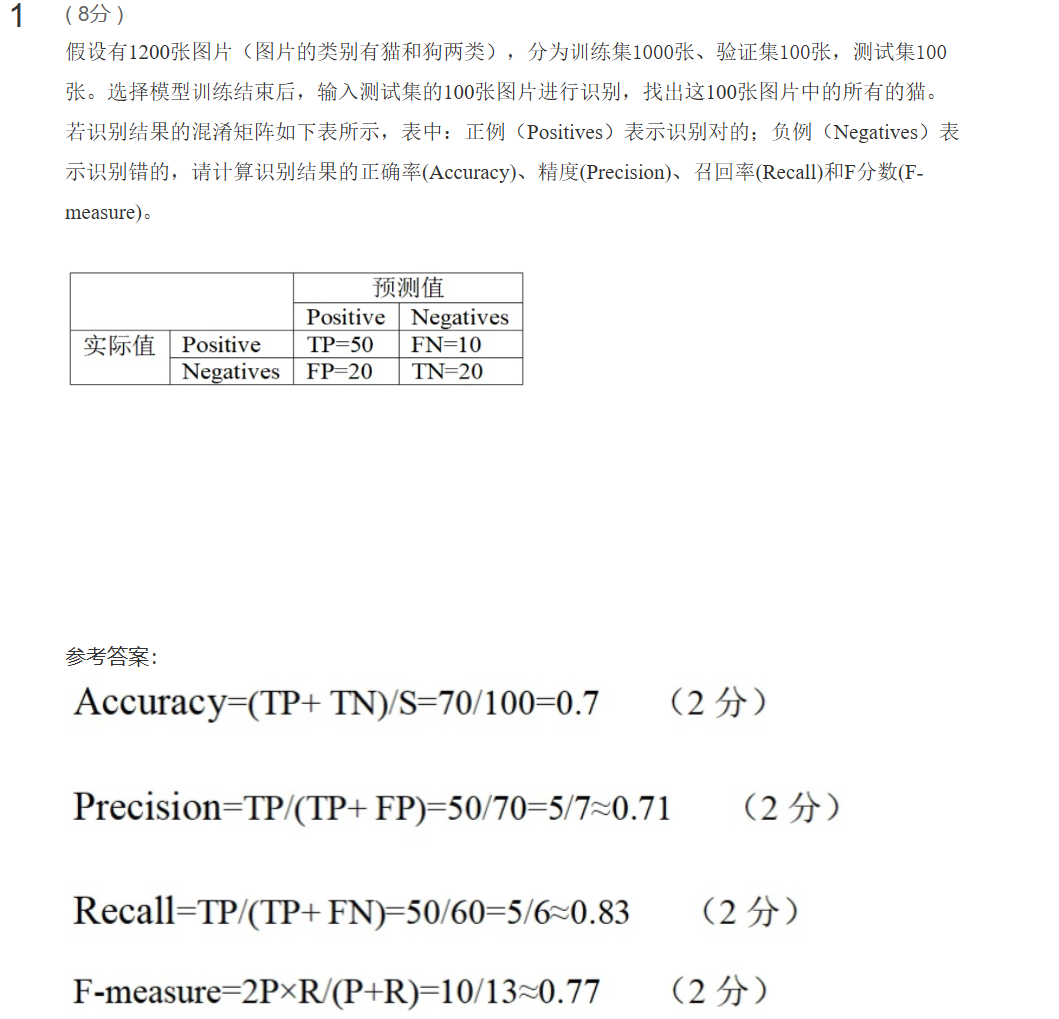 1 (8分)
假设有1200张图片（图片的类别有猫和狗两类），分为训练集1000张、验证集100张，测试集100
张。选择模型训练结束后，输入测试集的100张图片进行识别，找出这100张图片中的所有的猫。
若识别结果的混淆矩阵如下表所示，表中：正例（Positives）表示识别对的；负例（Negatives）表
示识别错的，请计算识别结果的正确率(Accuracy)、精度(Precision)、召回率(Recall)和F分数(F-
measure)。
预测值
Positive Negatives
实际值 Positive TP=50 FN=10
Negatives FP=20 TN=20
参考答案：
Accuracy=(TP+ TN)/S=70/100=0.7 （2 分）
Precision=TP/(TP+ FP)=50/70=5/7≈0.71 （2 分）
Recall=TP/(TP+ FN)=50/60=5/6≈0.83 （2 分）
F-measure=2P×R/(P+R)=10/13≈0.77 （2 分）